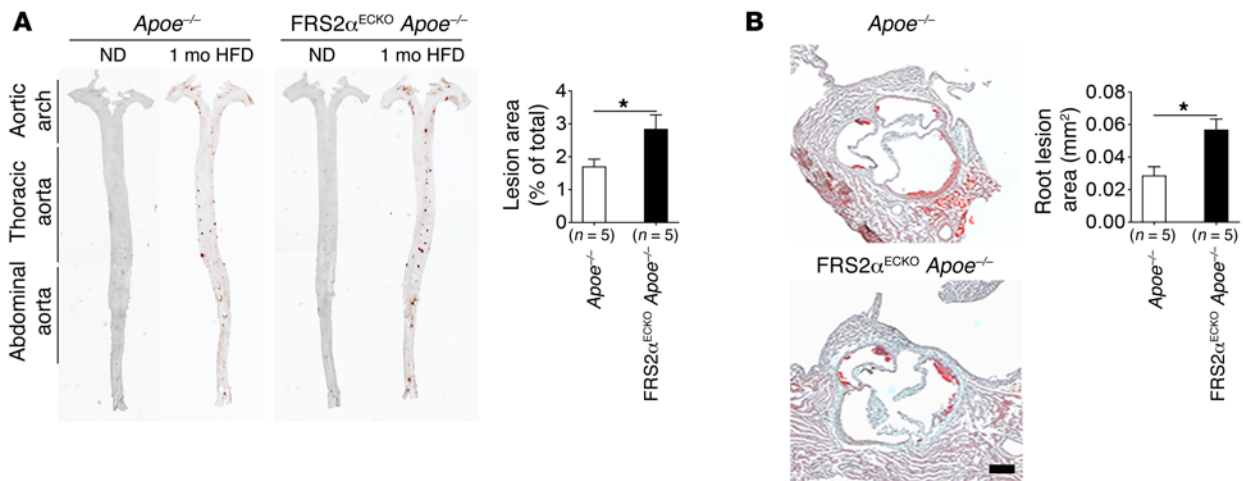 A
Apoe–/–
FRS2αECKO Apoe–/–
ND
1 mo HFD
ND
1 mo HFD
Aortic
arch
Thoracic
aorta
Abdominal
aorta
Lesion area
(% of total)
4
3
2
1
0
*
(n = 5)
(n = 5)
Apoe–/–
FRS2αECKO Apoe–/–
B
Apoe–/–
FRS2αECKO Apoe–/–
Root lesion
area (mm2)
0.08
0.06
0.04
0.02
0.00
*
(n = 5)
(n = 5)
Apoe–/–
FRS2αECKO Apoe–/–